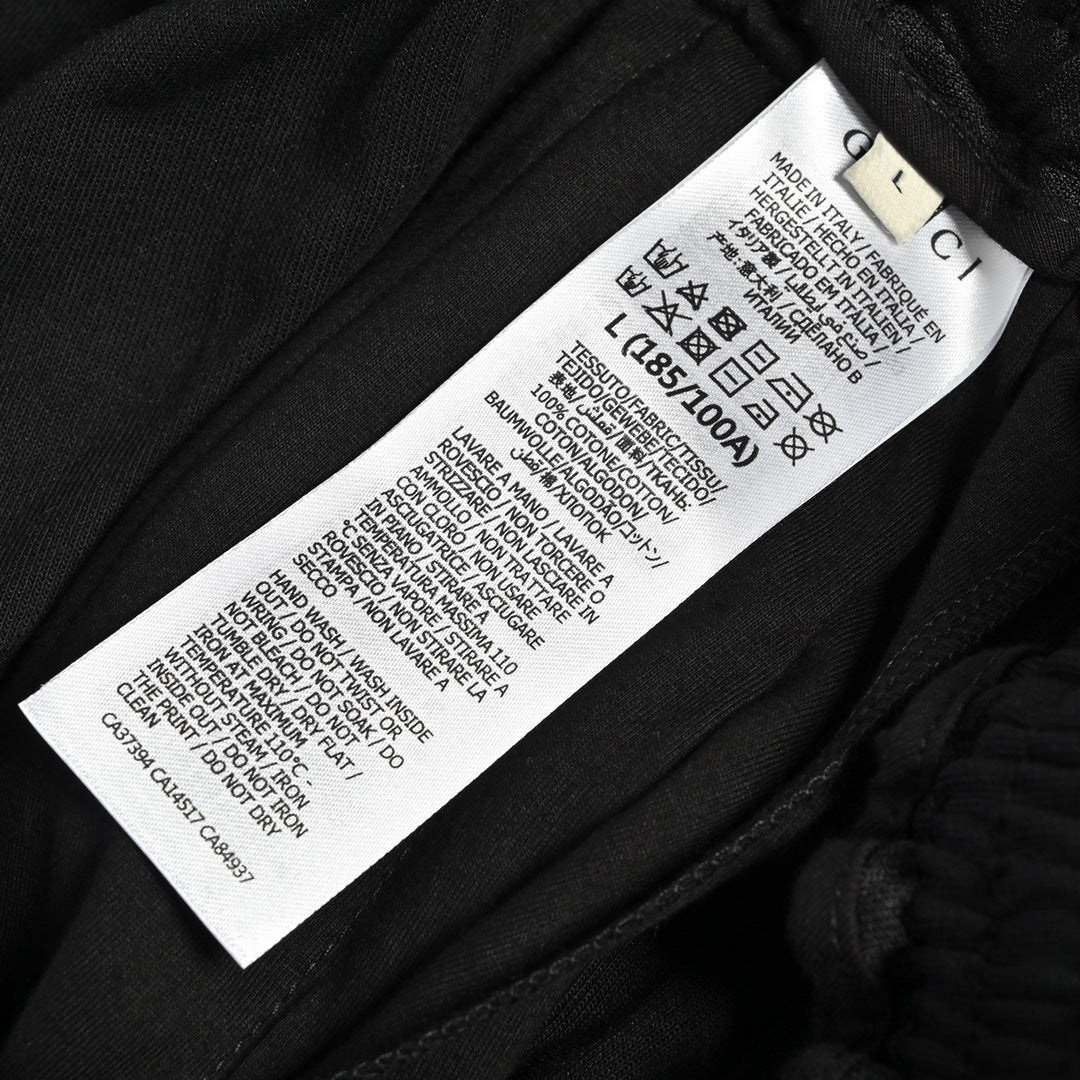 G CI
L
MADE IN ITALY / FABRIQUÉ EN
ITALIE / HECHO EN ITALIA /
HERGESTELLT IN ITALIEN /
FABRICADO EM ITÁLIA /
イタリア製 / صنع في ايطاليا /
产地：意大利 / СДЕЛАНО В
ИТАЛИИ
L (185/100A)
TESSUTO/FABRIC/TISSU/
TEJIDO/GEWEBE/TECIDO/
表地/قماش/面料/ТКАНЬ:
100% COTONE/COTTON/
COTON/ALGODON/
BAUMWOLLE/ALGODÃO/コットン/
قطن/棉/ХЛОПОК
LAVARE A MANO / LAVARE A
ROVESCIO / NON TORCERE O
STRIZZARE / NON LASCIARE IN
AMMOLLO / NON TRATTARE
CON CLORO / NON USARE
ASCIUGATRICE / ASCIUGARE
IN PIANO / STIRARE A
TEMPERATURA MASSIMA 110
°C SENZA VAPORE / STIRARE A
ROVESCIO / NON STIRARE LA
STAMPA / NON LAVARE A
SECCO
HAND WASH / WASH INSIDE
OUT / DO NOT TWIST OR
WRING / DO NOT SOAK / DO
NOT BLEACH / DO NOT
TUMBLE DRY / DRY FLAT /
IRON AT MAXIMUM
TEMPERATURE 110°C -
WITHOUT STEAM / IRON
INSIDE OUT / DO NOT IRON
THE PRINT / DO NOT DRY
CLEAN
CA37394 CA14517 CA84937